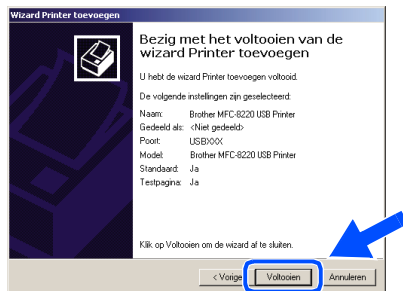 Wizard Printer toevoegen
Bezig met het voltooien van de
wizard Printer toevoegen
U hebt de wizard Printer toevoegen voltooid.
De volgende instellingen zijn geselecteerd:
Naam: Brother MFC-8220 USB Printer
Gedeeld als: <Niet gedeeld>
Poort: USBXXX
Model: Brother MFC-8220 USB Printer
Standaard: Ja
Testpagina: Ja
Klik op Voltooien om de wizard af te sluiten.
< Vorige Voltooien Annuleren